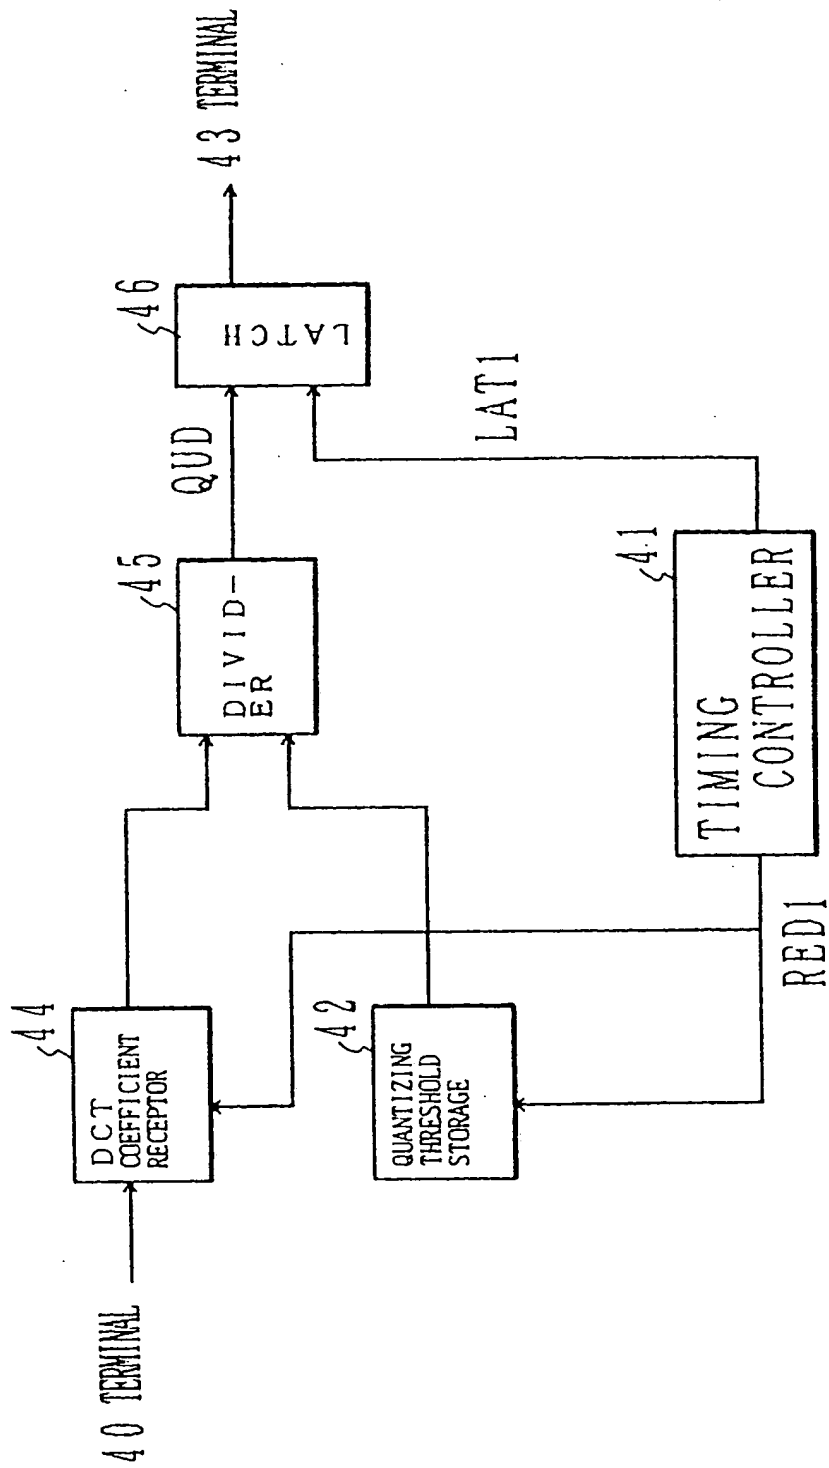 40 TERMINAL
44
DCT
COEFFICIENT
RECEPTOR
42
QUANTIZING
THRESHOLD
STORAGE
45
DIVID-
ER
QUD
46
LATCH
43 TERMINAL
RED1
41
TIMING
CONTROLLER
LAT1